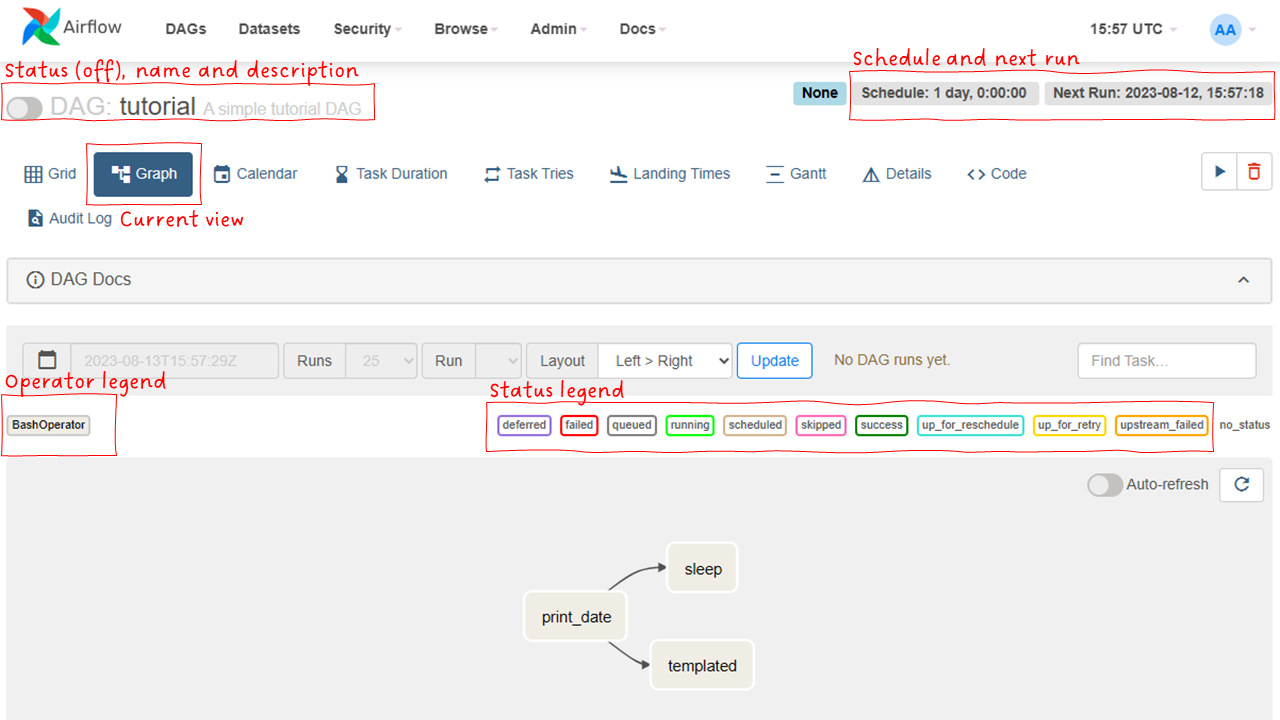 Airflow DAGs Datasets Security Browse Admin Docs 15:57 UTC AA
Status (off), name and description
Schedule and next run
DAG: tutorial A simple tutorial DAG
None Schedule: 1 day, 0:00:00 Next Run: 2023-08-12, 15:57:18
Grid Graph Calendar Task Duration Task Tries Landing Times Gantt Details Code
Audit Log Current view
DAG Docs
2023-08-13T15:57:29Z Runs 25 Run Layout Left > Right Update No DAG runs yet. Find Task...
Operator legend
Status legend
BashOperator deferred failed queued running scheduled skipped success up_for_reschedule up_for_retry upstream_failed no_status
Auto-refresh
sleep
print_date
templated